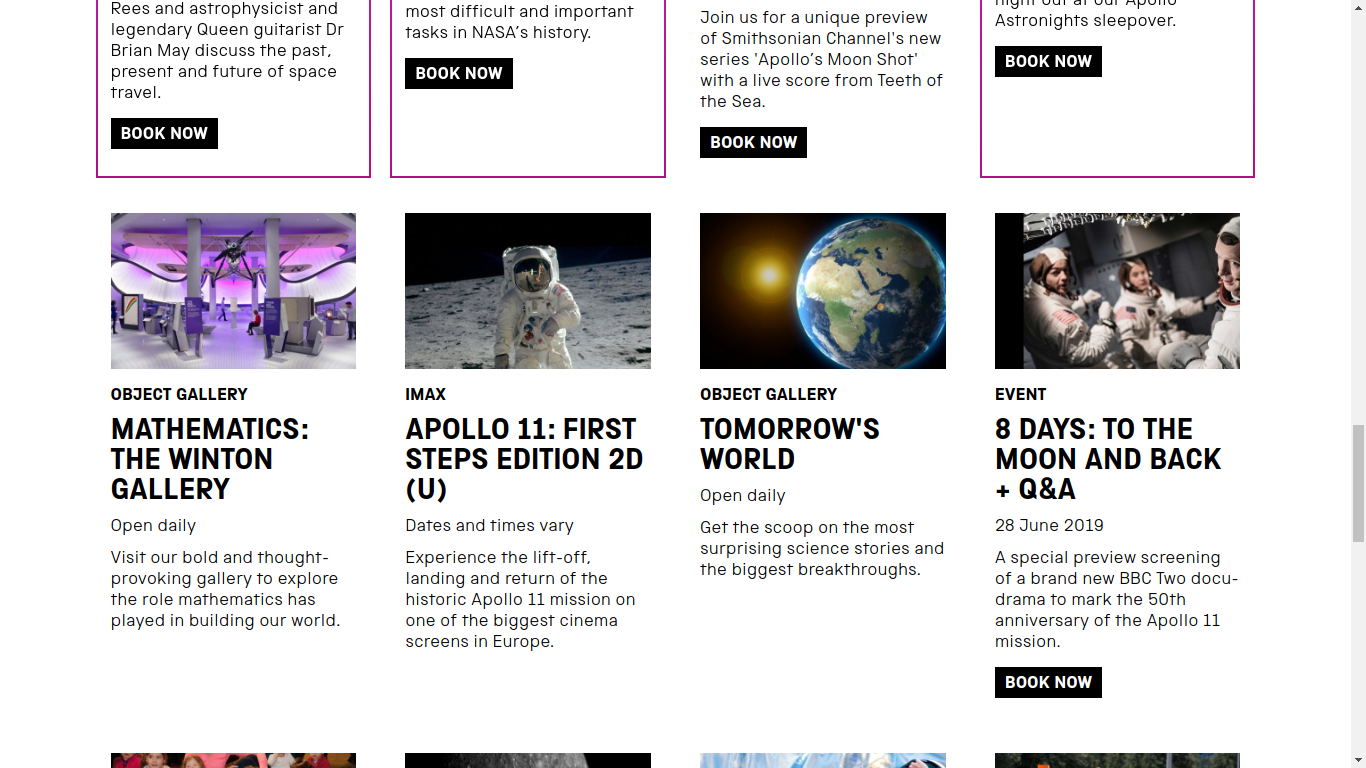 Rees and astrophysicist and
legendary Queen guitarist Dr
Brian May discuss the past,
present and future of space
travel.
BOOK NOW
most difficult and important
tasks in NASA’s history.
BOOK NOW
Join us for a unique preview
of Smithsonian Channel's new
series 'Apollo’s Moon Shot'
with a live score from Teeth of
the Sea.
BOOK NOW
night out at our Apollo
Astronights sleepover.
BOOK NOW
OBJECT GALLERY
MATHEMATICS:
THE WINTON
GALLERY
Open daily
Visit our bold and thought-
provoking gallery to explore
the role mathematics has
played in building our world.
IMAX
APOLLO 11: FIRST
STEPS EDITION 2D
(U)
Dates and times vary
Experience the lift-off,
landing and return of the
historic Apollo 11 mission on
one of the biggest cinema
screens in Europe.
OBJECT GALLERY
TOMORROW'S
WORLD
Open daily
Get the scoop on the most
surprising science stories and
the biggest breakthroughs.
EVENT
8 DAYS: TO THE
MOON AND BACK
+ Q&A
28 June 2019
A special preview screening
of a brand new BBC Two docu-
drama to mark the 50th
anniversary of the Apollo 11
mission.
BOOK NOW